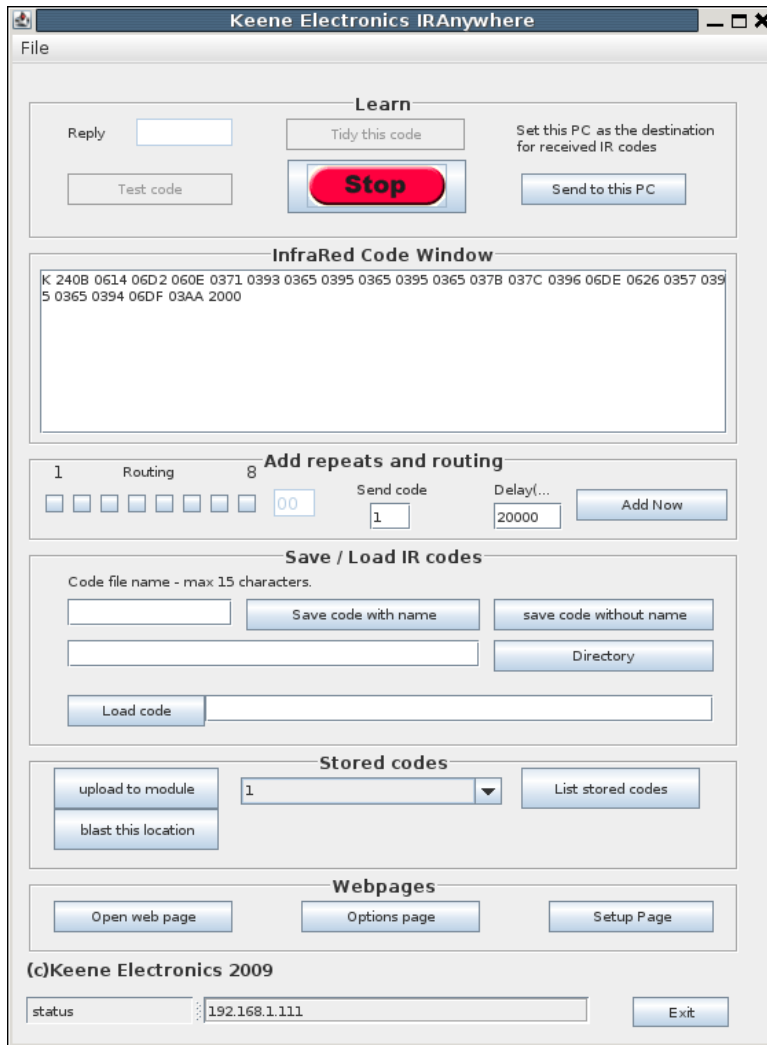 Keene Electronics IRAnywhere
File
Learn
Reply
Tidy this code
Set this PC as the destination
for received IR codes
Test code
Stop
Send to this PC
InfraRed Code Window
K 240B 0614 06D2 060E 0371 0393 0365 0395 0365 0395 0365 037B 037C 0396 06DE 0626 0357 039
5 0365 0394 06DF 03AA 2000
Add repeats and routing
1 Routing 8
Send code
Delay(...
00
1
20000
Add Now
Save / Load IR codes
Code file name - max 15 characters.
Save code with name
save code without name
Directory
Load code
Stored codes
upload to module
1
List stored codes
blast this location
Webpages
Open web page
Options page
Setup Page
(c)Keene Electronics 2009
status
192.168.1.111
Exit